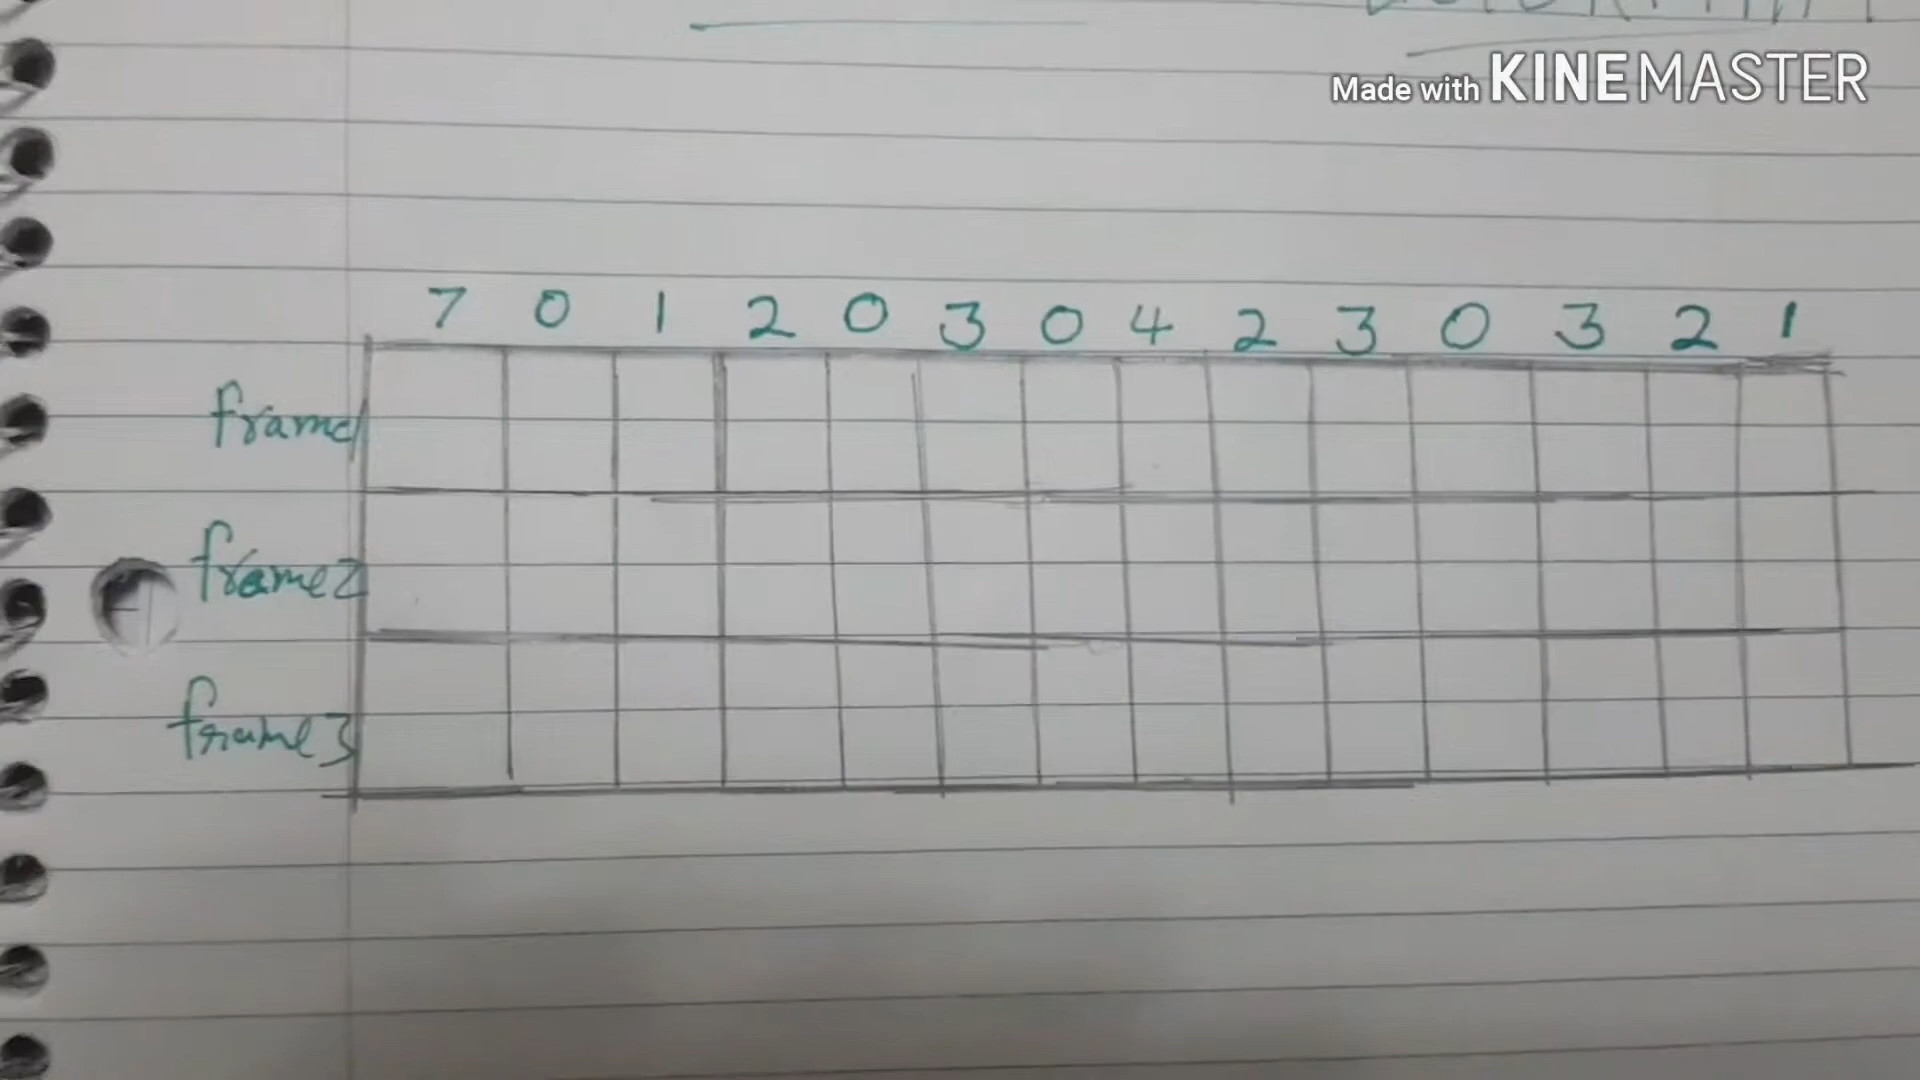 Made with KINEMASTER
7 0 1 2 0 3 0 4 2 3 0 3 2 1
frame1
frame2
frame3